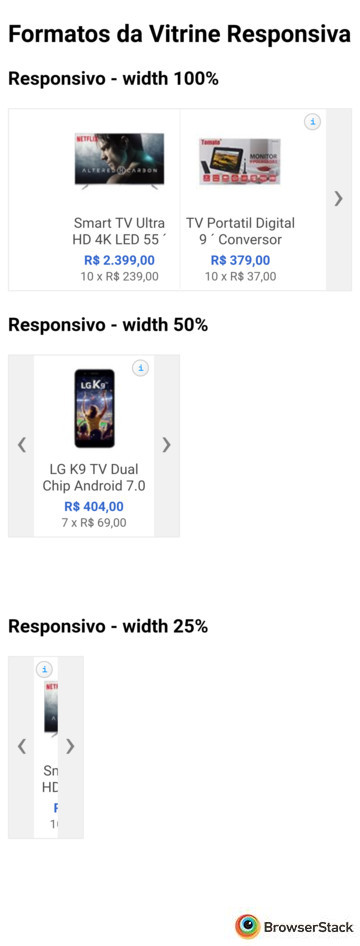 Formatos da Vitrine Responsiva
Responsivo - width 100%
i
NETFLIX
ALTERED CARBON
Tomate
MONITOR
Smart TV Ultra
HD 4K LED 55 ´
R$ 2.399,00
10 x R$ 239,00
TV Portatil Digital
9 ´ Conversor
R$ 379,00
10 x R$ 37,00
Responsivo - width 50%
i
LG K9
LG K9 TV Dual
Chip Android 7.0
R$ 404,00
7 x R$ 69,00
Responsivo - width 25%
i
NETF
Sn
HD
BrowserStack